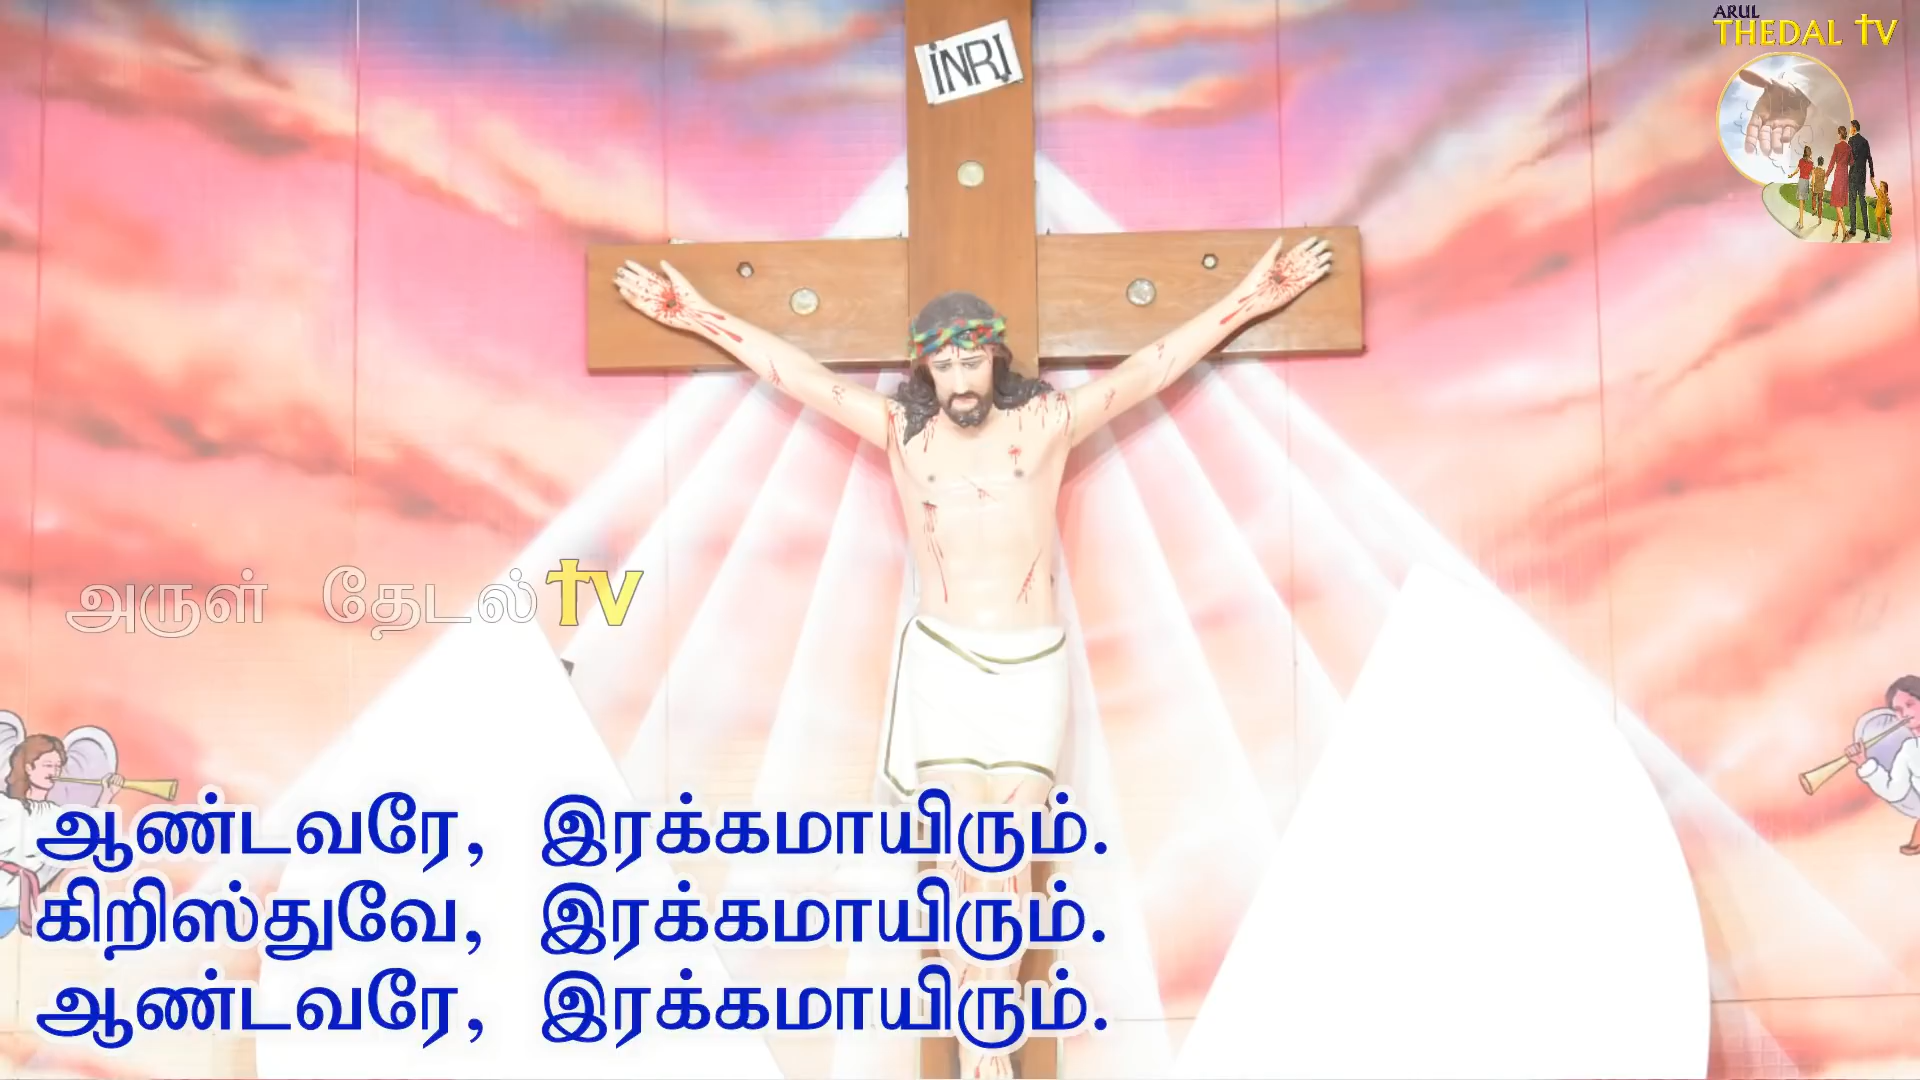 ARUL
THEDAL TV
INRI
அருள் தேடல் TV
ஆண்டவரே, இரக்கமாயிரும்.
கிறிஸ்துவே, இரக்கமாயிரும்.
ஆண்டவரே, இரக்கமாயிரும்.